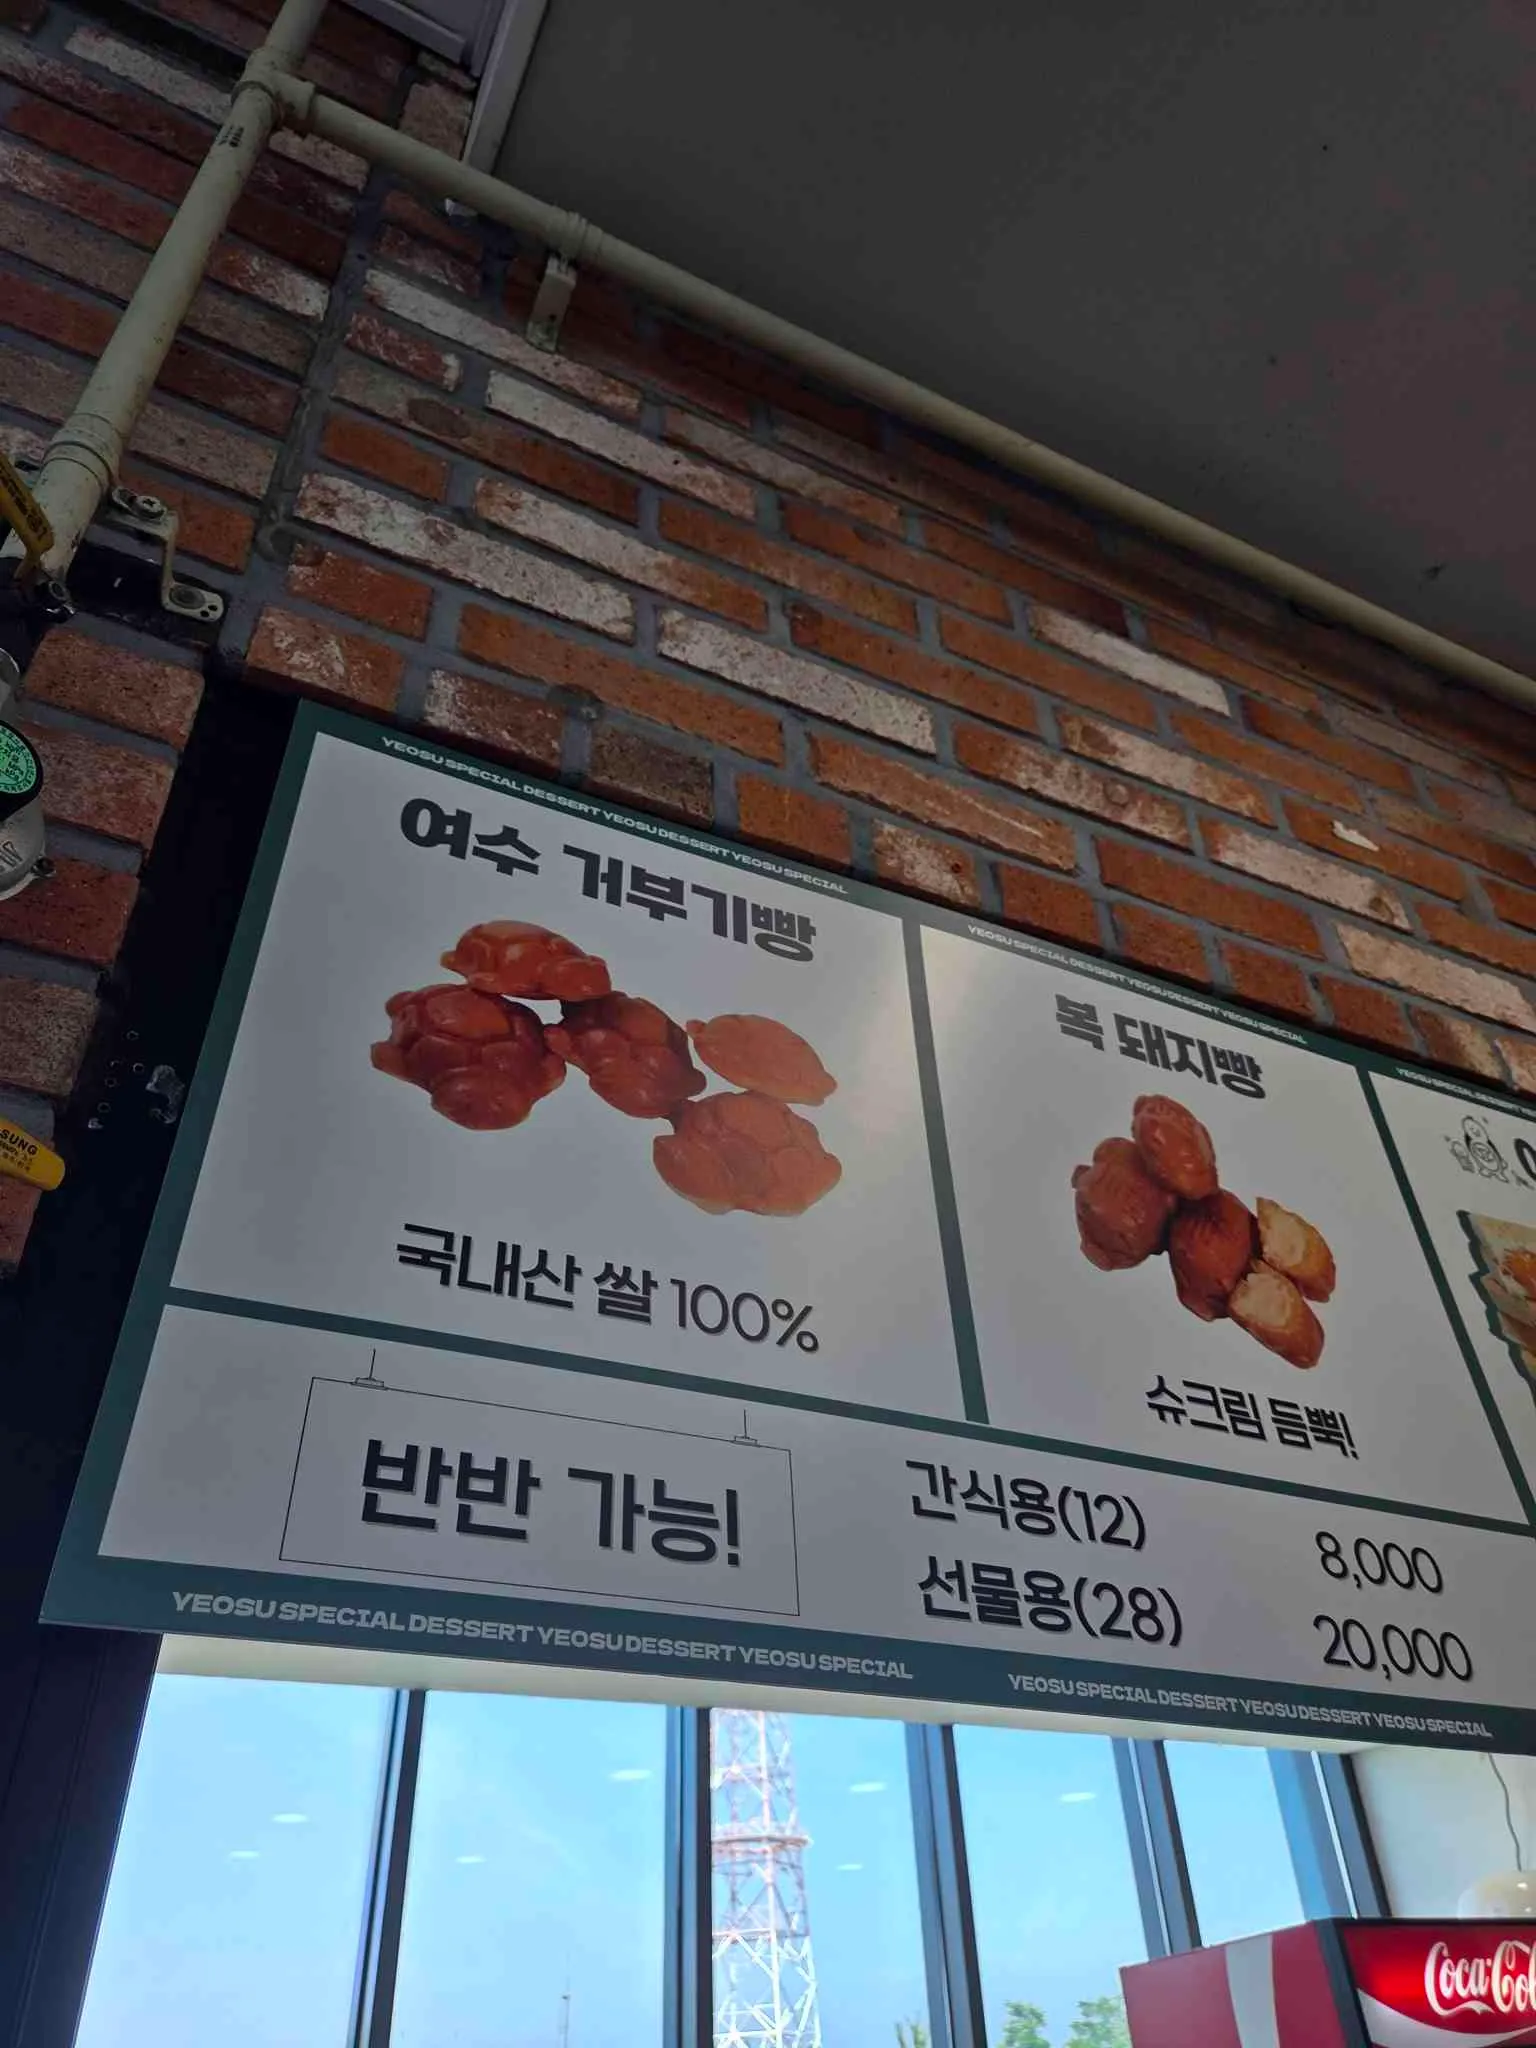 YEOSU SPECIAL DESSERT YEOSU DESSERT YEOSU SPECIAL
여수 거부기빵
국내산 쌀 100%
YEOSU SPECIAL DESSERT YEOSU DESSERT YEOSU SPECIAL
복 돼지빵
슈크림 듬뿍!
반반 가능!
간식용(12) 8,000
선물용(28) 20,000
YEOSU SPECIAL DESSERT YEOSU DESSERT YEOSU SPECIAL
YEOSU SPECIAL DESSERT YEOSU DESSERT YEOSU SPECIAL
SUNG